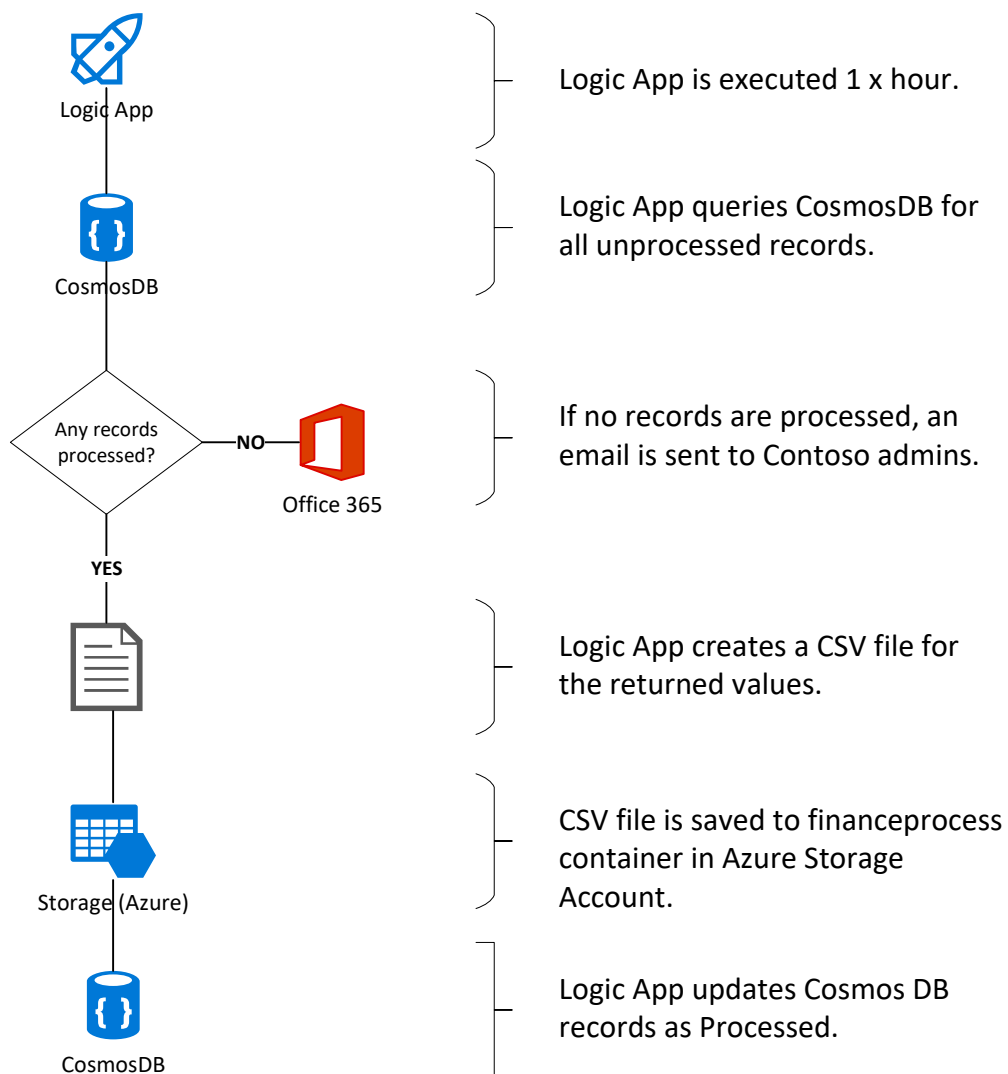 Logic App
Logic App is executed 1 x hour.
CosmosDB
Logic App queries CosmosDB for
all unprocessed records.
Any records
processed?
NO
Office 365
If no records are processed, an
email is sent to Contoso admins.
YES
Logic App creates a CSV file for
the returned values.
Storage (Azure)
CSV file is saved to financeprocess
container in Azure Storage
Account.
CosmosDB
Logic App updates Cosmos DB
records as Processed.